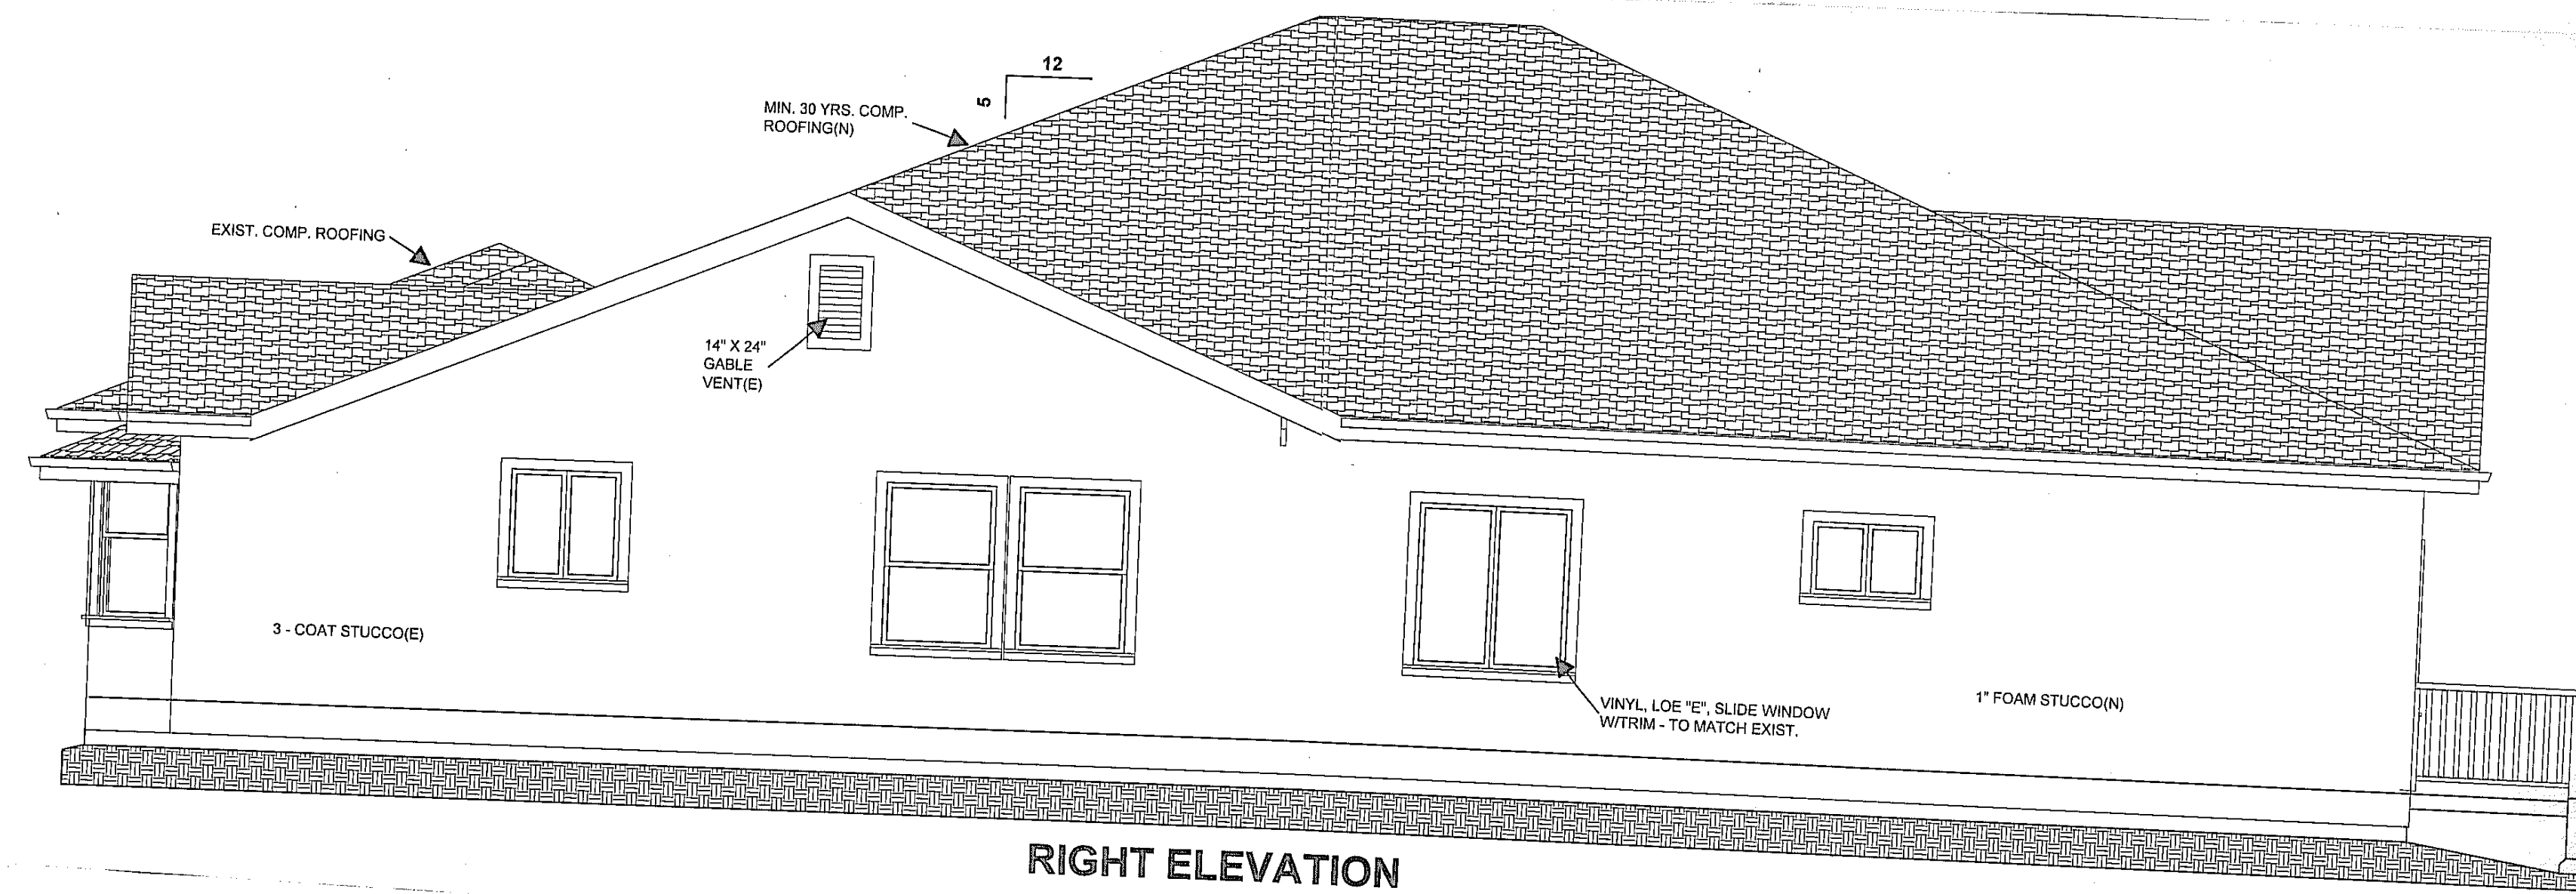 12
5
MIN. 30 YRS. COMP.
ROOFING(N)
EXIST. COMP. ROOFING
14" X 24"
GABLE
VENT(E)
3 - COAT STUCCO(E)
VINYL, LOE "E", SLIDE WINDOW
W/TRIM - TO MATCH EXIST.
1" FOAM STUCCO(N)
RIGHT ELEVATION